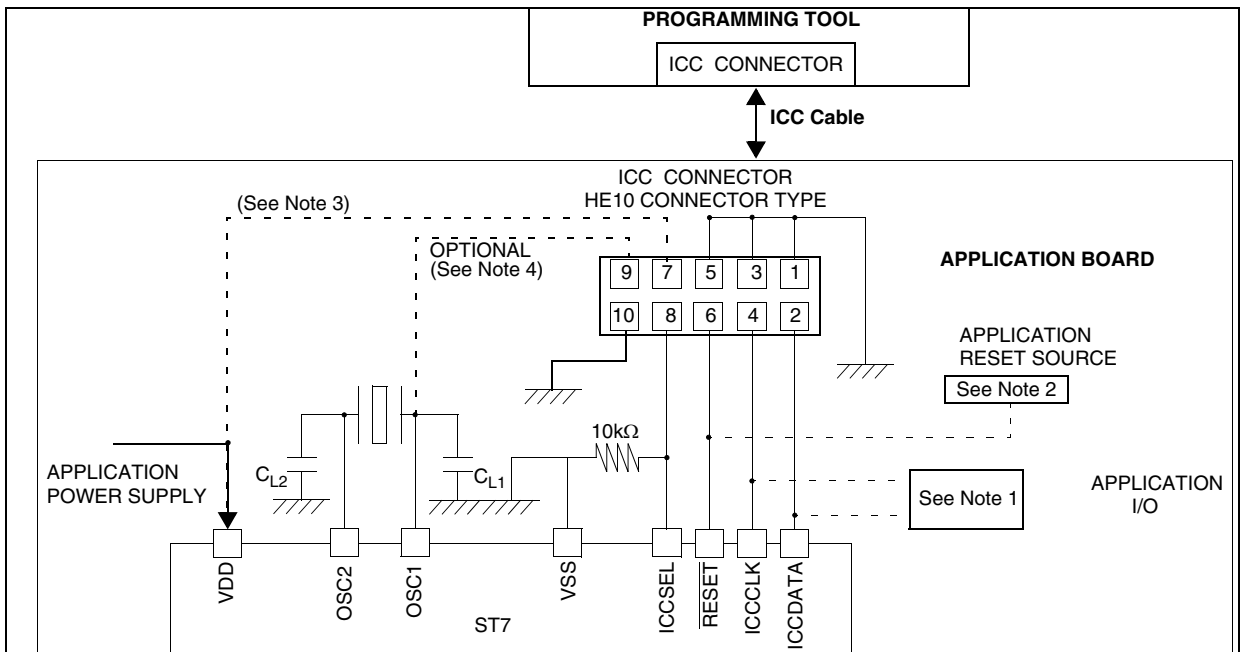 PROGRAMMING TOOL
ICC CONNECTOR
ICC Cable
ICC CONNECTOR
HE10 CONNECTOR TYPE
(See Note 3)
OPTIONAL
(See Note 4)
9 7 5 3 1
10 8 6 4 2
APPLICATION BOARD
APPLICATION
RESET SOURCE
See Note 2
10kΩ
CL2
CL1
APPLICATION
POWER SUPPLY
See Note 1
APPLICATION
I/O
VDD
OSC2
OSC1
VSS
ICCSEL
RESET
ICCCLK
ICCDATA
ST7